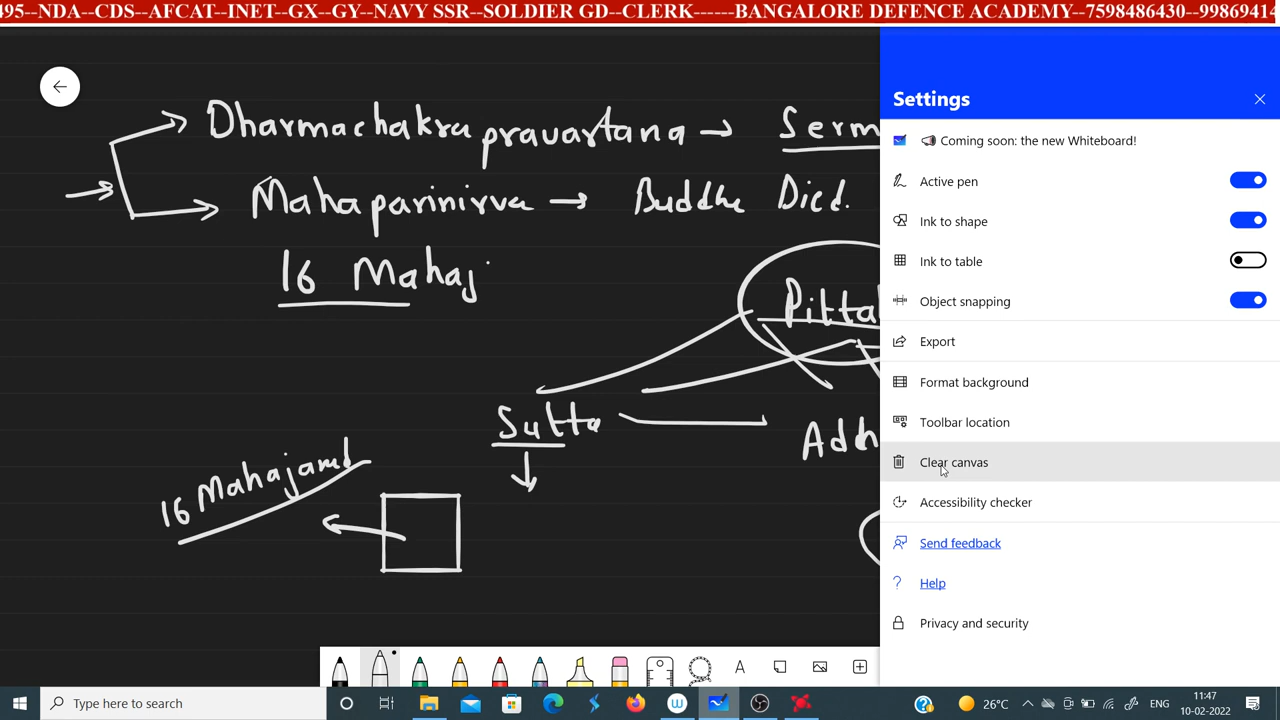 495--NDA--CDS--AFCAT--INET--GX--GY--NAVY SSR--SOLDIER GD--CLERK------BANGALORE DEFENCE ACADEMY--7598486430--99869414
Dharmachakra pravartana → Serm
Mahaparinirva → Buddha Died.
16 Mahaj
Pitta
Sutta
Adh
16 Mahajanad
Settings
Coming soon: the new Whiteboard!
Active pen
Ink to shape
Ink to table
Object snapping
Export
Format background
Toolbar location
Clear canvas
Accessibility checker
Send feedback
Help
Privacy and security
Type here to search
26°C
ENG
11:47
10-02-2022